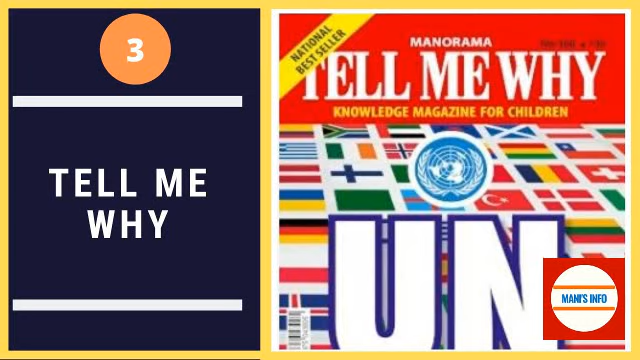 3
TELL ME
WHY
NATIONAL
BEST SELLER
MANORAMA
TELL ME WHY
KNOWLEDGE MAGAZINE FOR CHILDREN
UN
MANI'S INFO